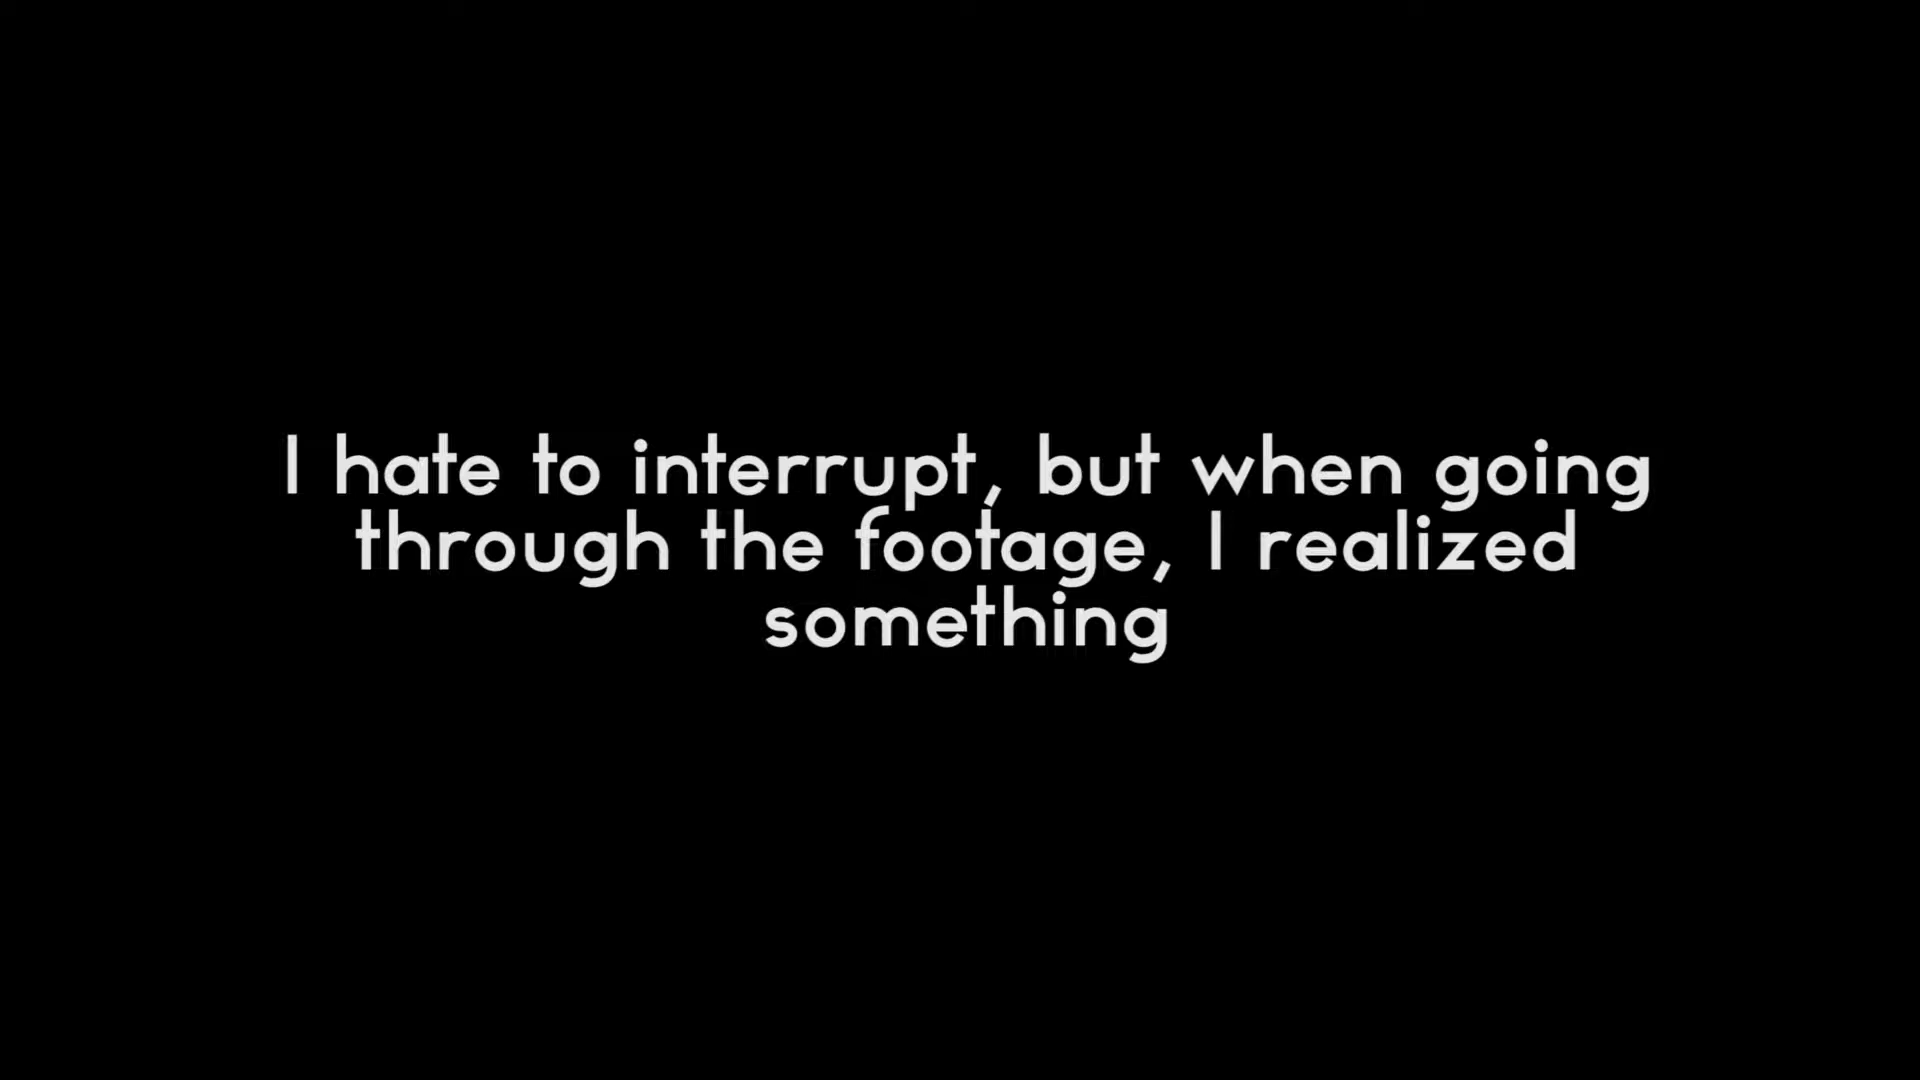 I hate to interrupt, but when going
through the footage, I realized
something